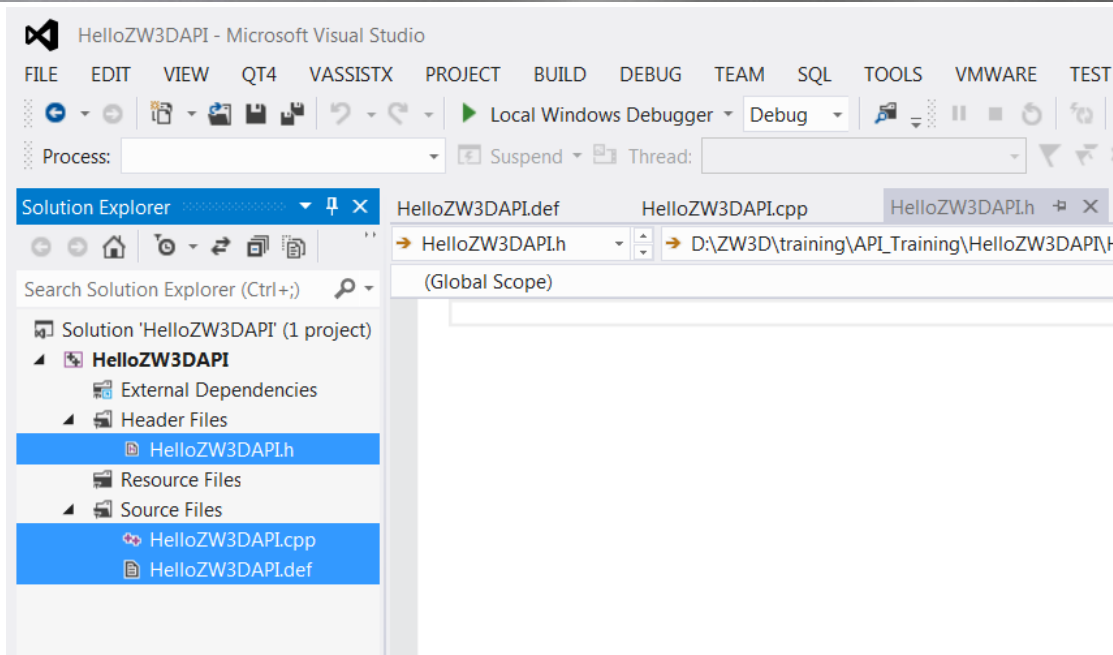 HelloZW3DAPI - Microsoft Visual Studio
FILE EDIT VIEW QT4 VASSISTX PROJECT BUILD DEBUG TEAM SQL TOOLS VMWARE TEST
Local Windows Debugger Debug
Process: Suspend Thread:
Solution Explorer
HelloZW3DAPI.def HelloZW3DAPI.cpp HelloZW3DAPI.h
HelloZW3DAPI.h D:\ZW3D\training\API_Training\HelloZW3DAPI\H
Search Solution Explorer (Ctrl+;)
(Global Scope)
Solution 'HelloZW3DAPI' (1 project)
HelloZW3DAPI
External Dependencies
Header Files
HelloZW3DAPI.h
Resource Files
Source Files
HelloZW3DAPI.cpp
HelloZW3DAPI.def